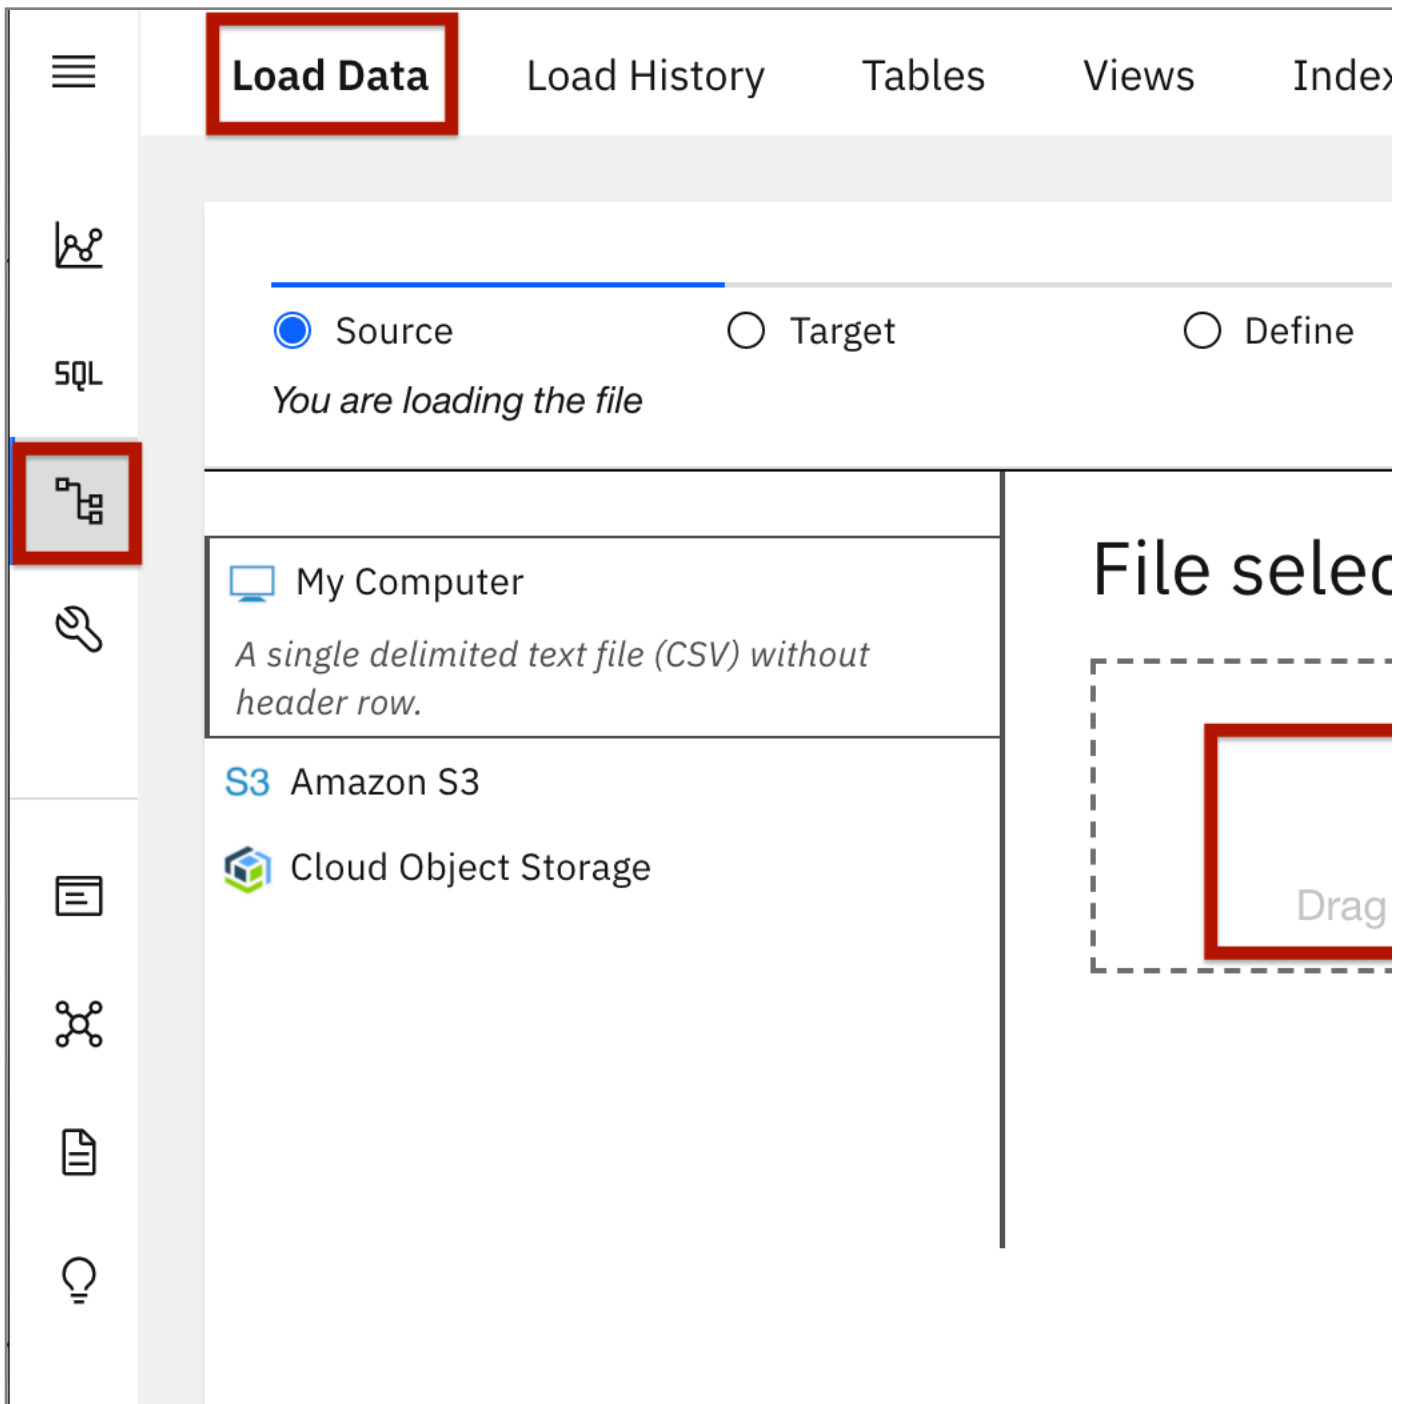 Load Data Load History Tables Views Index
SQL
Source Target Define
You are loading the file
My Computer
A single delimited text file (CSV) without
header row.
File selec
S3 Amazon S3
Cloud Object Storage
Drag